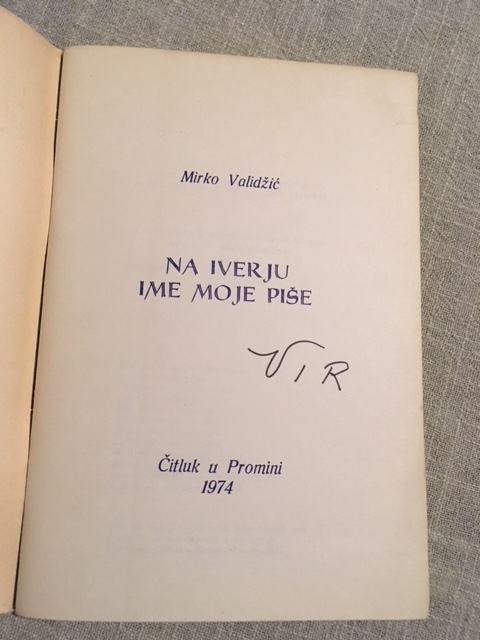 Mirko Validžić
NA IVERJU
IME MOJE PIŠE
VIR
Čitluk u Promini
1974